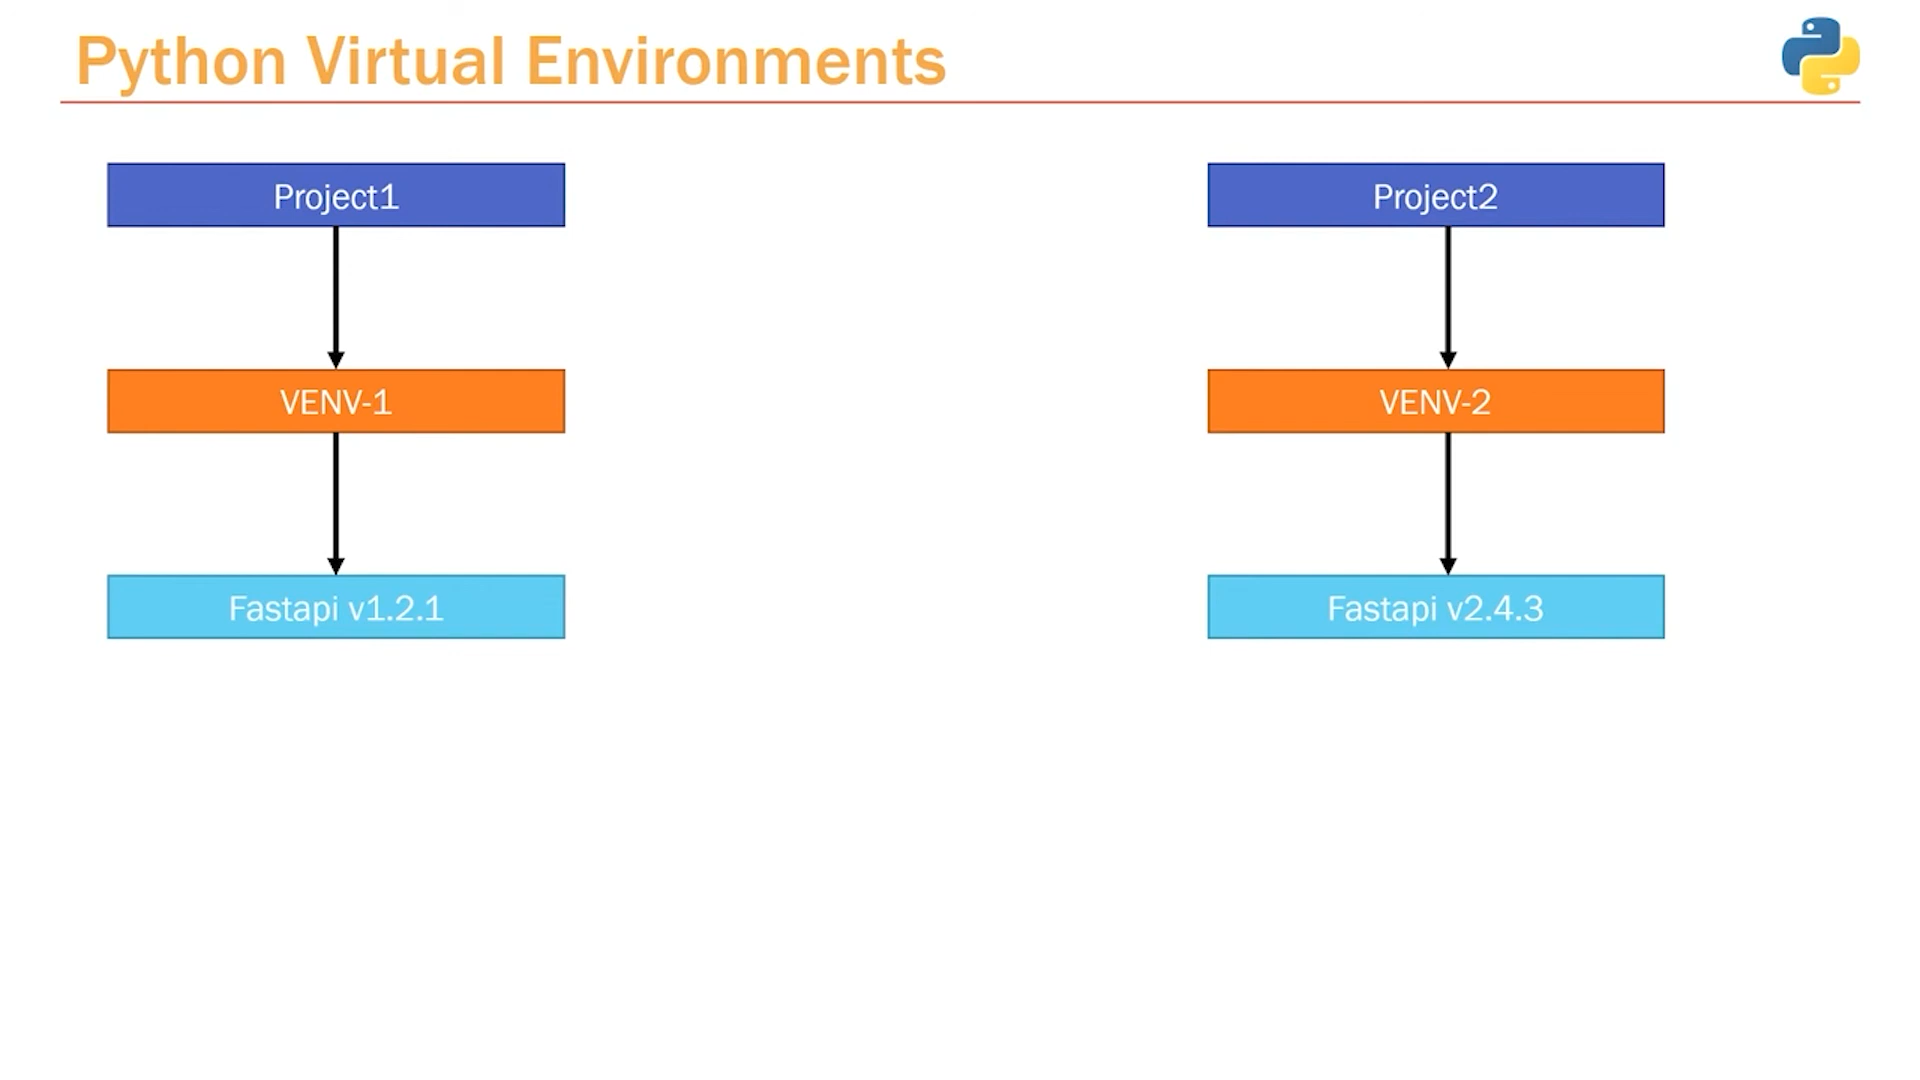 Python Virtual Environments
Project1
Project2
VENV-1
VENV-2
Fastapi v1.2.1
Fastapi v2.4.3